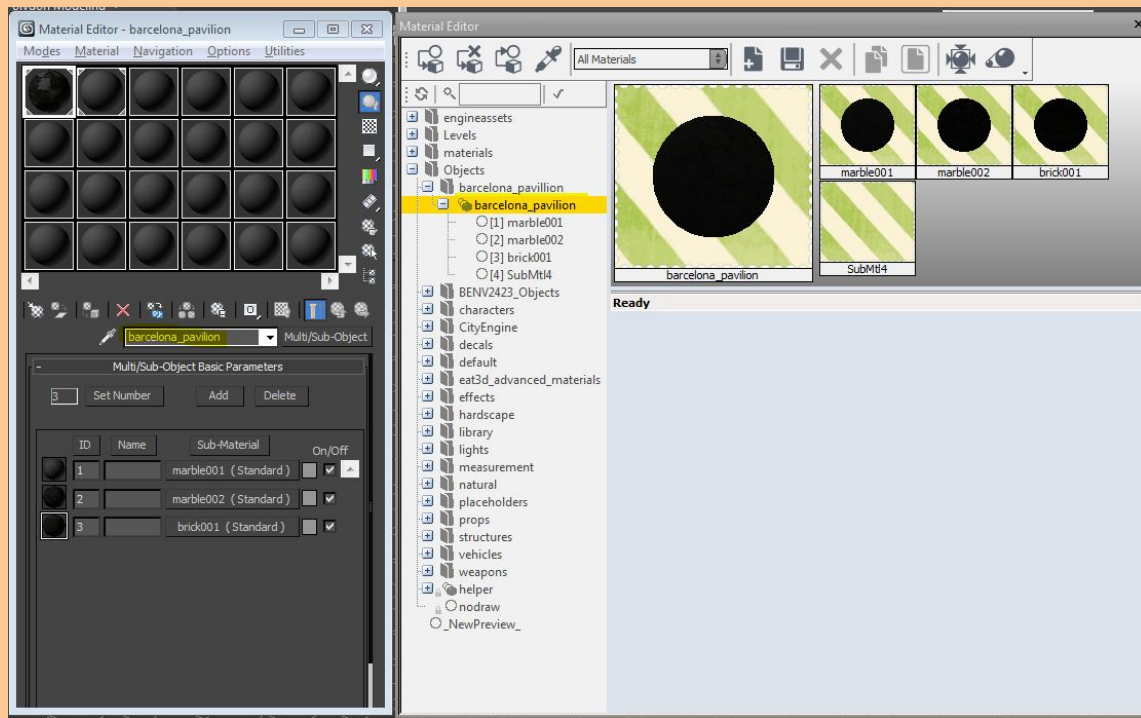 Material Editor - barcelona_pavilion
Modes Material Navigation Options Utilities
barcelona_pavilion Multi/Sub-Object
Multi/Sub-Object Basic Parameters
3 Set Number Add Delete
ID Name Sub-Material On/Off
1 marble001 ( Standard )
2 marble002 ( Standard )
3 brick001 ( Standard )
Material Editor
All Materials
engineassets
Levels
materials
Objects
barcelona_pavillion
barcelona_pavilion
[1] marble001
[2] marble002
[3] brick001
[4] SubMtl4
BENV2423_Objects
characters
CityEngine
decals
default
eat3d_advanced_materials
effects
hardscape
library
lights
measurement
natural
placeholders
props
structures
vehicles
weapons
helper
nodraw
_NewPreview_
barcelona_pavilion
marble001 marble002 brick001
SubMtl4
Ready